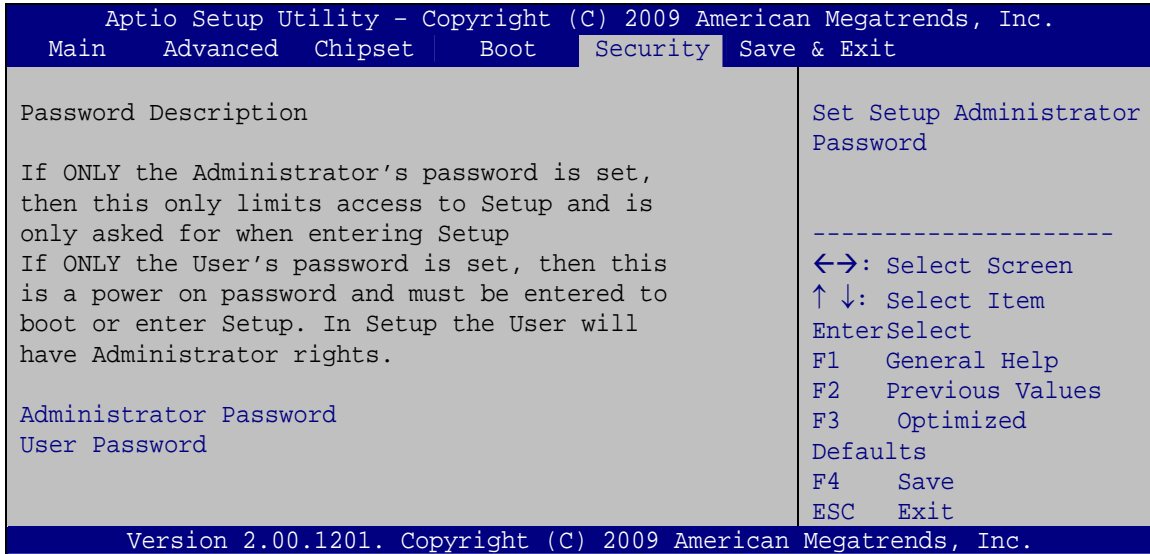 Aptio Setup Utility – Copyright (C) 2009 American Megatrends, Inc.
Main Advanced Chipset Boot Security Save & Exit
Password Description
If ONLY the Administrator’s password is set,
then this only limits access to Setup and is
only asked for when entering Setup
If ONLY the User’s password is set, then this
is a power on password and must be entered to
boot or enter Setup. In Setup the User will
have Administrator rights.
Administrator Password
User Password
Set Setup Administrator
Password
---------------------
←→: Select Screen
↑ ↓: Select Item
EnterSelect
F1 General Help
F2 Previous Values
F3 Optimized
Defaults
F4 Save
ESC Exit
Version 2.00.1201. Copyright (C) 2009 American Megatrends, Inc.